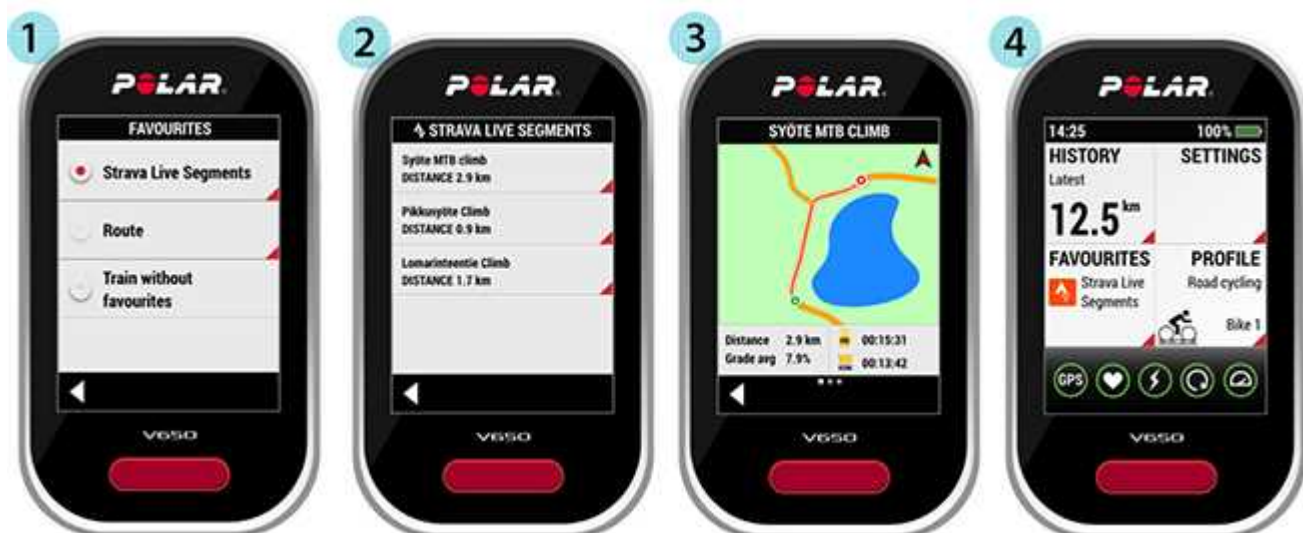 1
POLAR
FAVOURITES
Strava Live Segments
Route
Train without
favourites
V650
2
POLAR
STRAVA LIVE SEGMENTS
Syöte MTB climb
DISTANCE 2.9 km
Pikkusyöte Climb
DISTANCE 0.9 km
Lomarinteentie Climb
DISTANCE 1.7 km
V650
3
POLAR
SYÖTE MTB CLIMB
Distance 2.9 km 00:15:31
Grade avg 7.9% 00:13:42
V650
4
POLAR
14:25 100%
HISTORY SETTINGS
Latest
12.5 km
FAVOURITES PROFILE
Strava Live Road cycling
Segments
Bike 1
GPS
V650